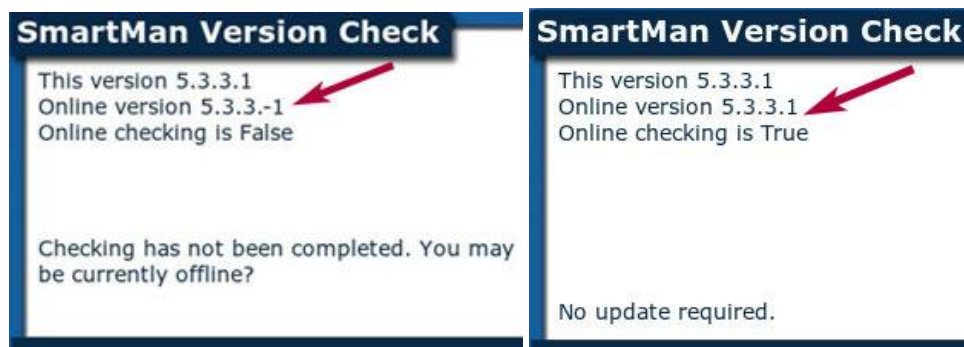 SmartMan Version Check
This version 5.3.3.1
Online version 5.3.3.-1
Online checking is False
Checking has not been completed. You may
be currently offline?
SmartMan Version Check
This version 5.3.3.1
Online version 5.3.3.1
Online checking is True
No update required.